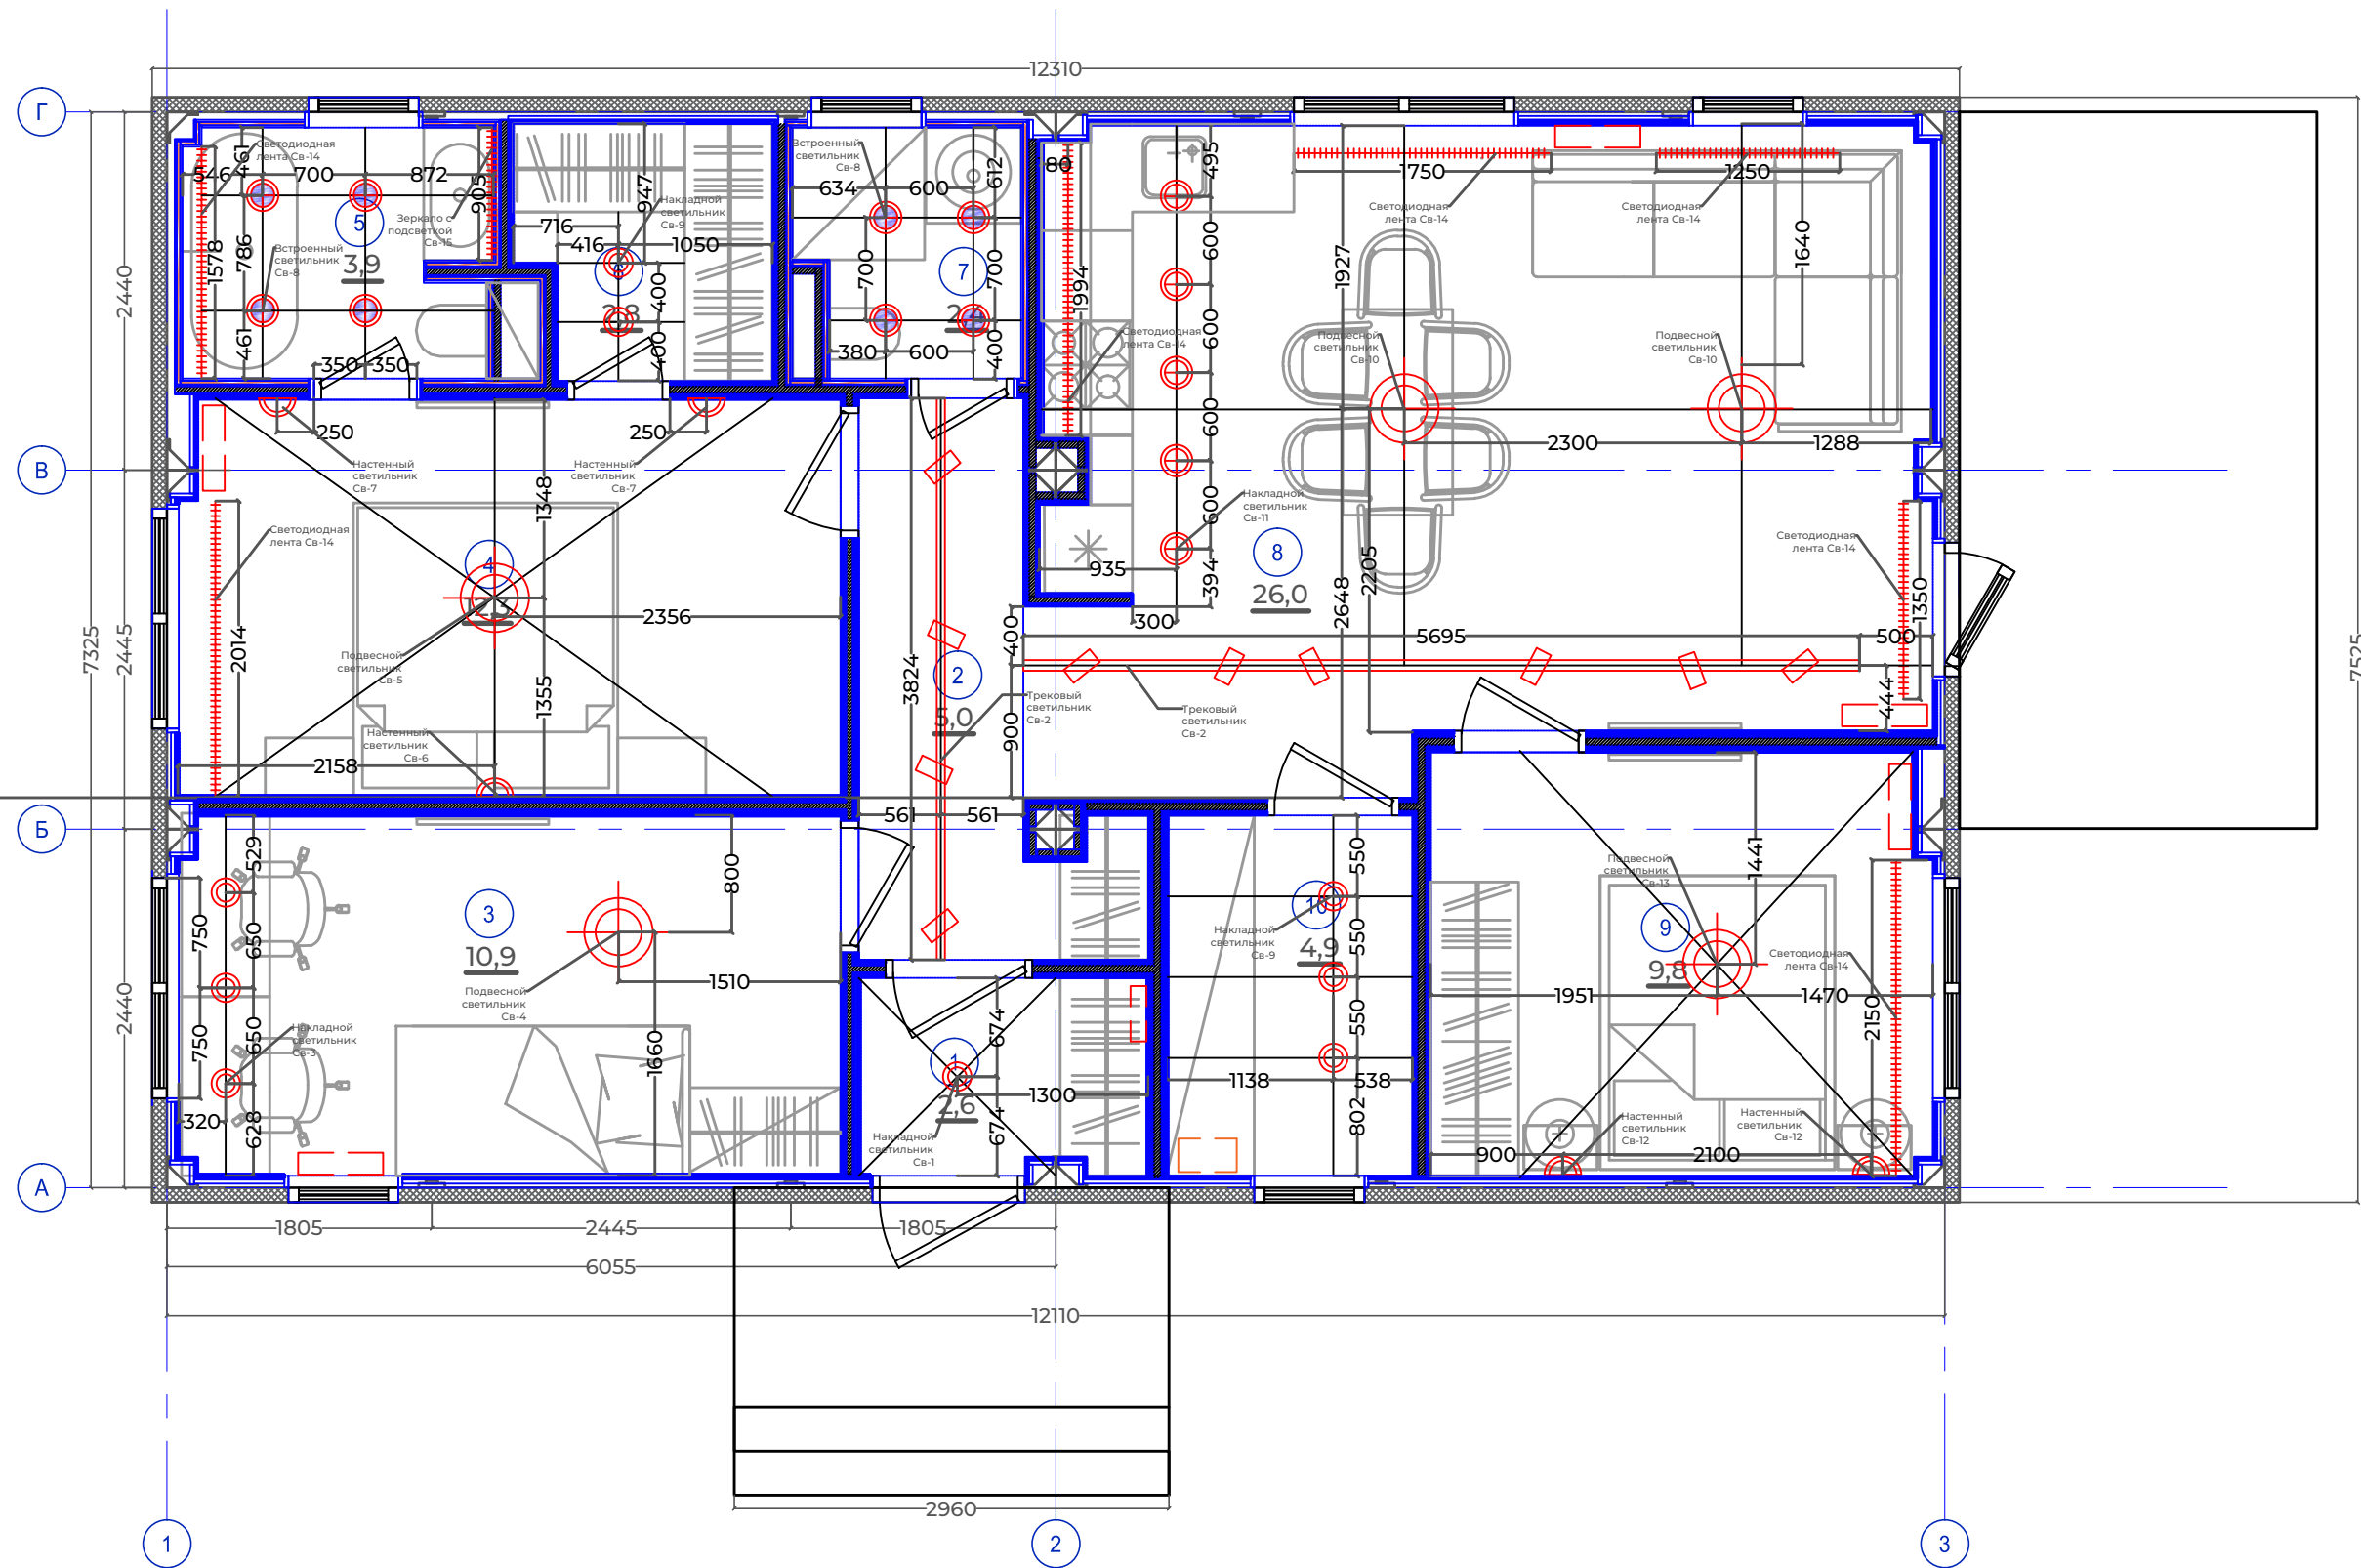 12310
Г
В
Б
А
2440
2445
2440
7325
7525
Светодиодная
лента Св-14
461
546
700
872
905
Зеркало с
подсветкой
Св-15
5
3,9
1578
786
Встроенный
светильник
Св-8
461
350
350
716
947
Накладной
светильник
Св-9
416
1050
6
400
400
Встроенный
светильник
Св-8
634
600
612
700
7
700
380
600
400
80
1994
Светодиодная
лента Св-14
495
600
600
600
600
394
1750
1250
Светодиодная
лента Св-14
Светодиодная
лента Св-14
1927
1640
Подвесной
светильник
Св-10
Подвесной
светильник
Св-10
2300
1288
Накладной
светильник
Св-11
935
8
26,0
2648
2205
300
5695
500
Светодиодная
лента Св-14
1350
444
400
900
Трековый
светильник
Св-2
Трековый
светильник
Св-2
250
250
Настенный
светильник
Св-7
Настенный
светильник
Св-7
1348
Светодиодная
лента Св-14
4
2356
2014
Подвесной
светильник
Св-5
1355
Настенный
светильник
Св-6
2158
3824
2
5,0
561
561
529
750
650
750
650
320
628
3
10,9
800
1510
Подвесной
светильник
Св-4
1660
Накладной
светильник
Св-3
674
1
1300
2,6
674
Накладной
светильник
Св-1
550
10
Накладной
светильник
Св-9
4,9
550
550
1138
538
802
1441
Подвесной
светильник
Св-13
9
9,8
Светодиодная
лента Св-14
1951
1470
2150
Настенный
светильник
Св-12
Настенный
светильник
Св-12
900
2100
1805
2445
1805
6055
12110
2960
1
2
3